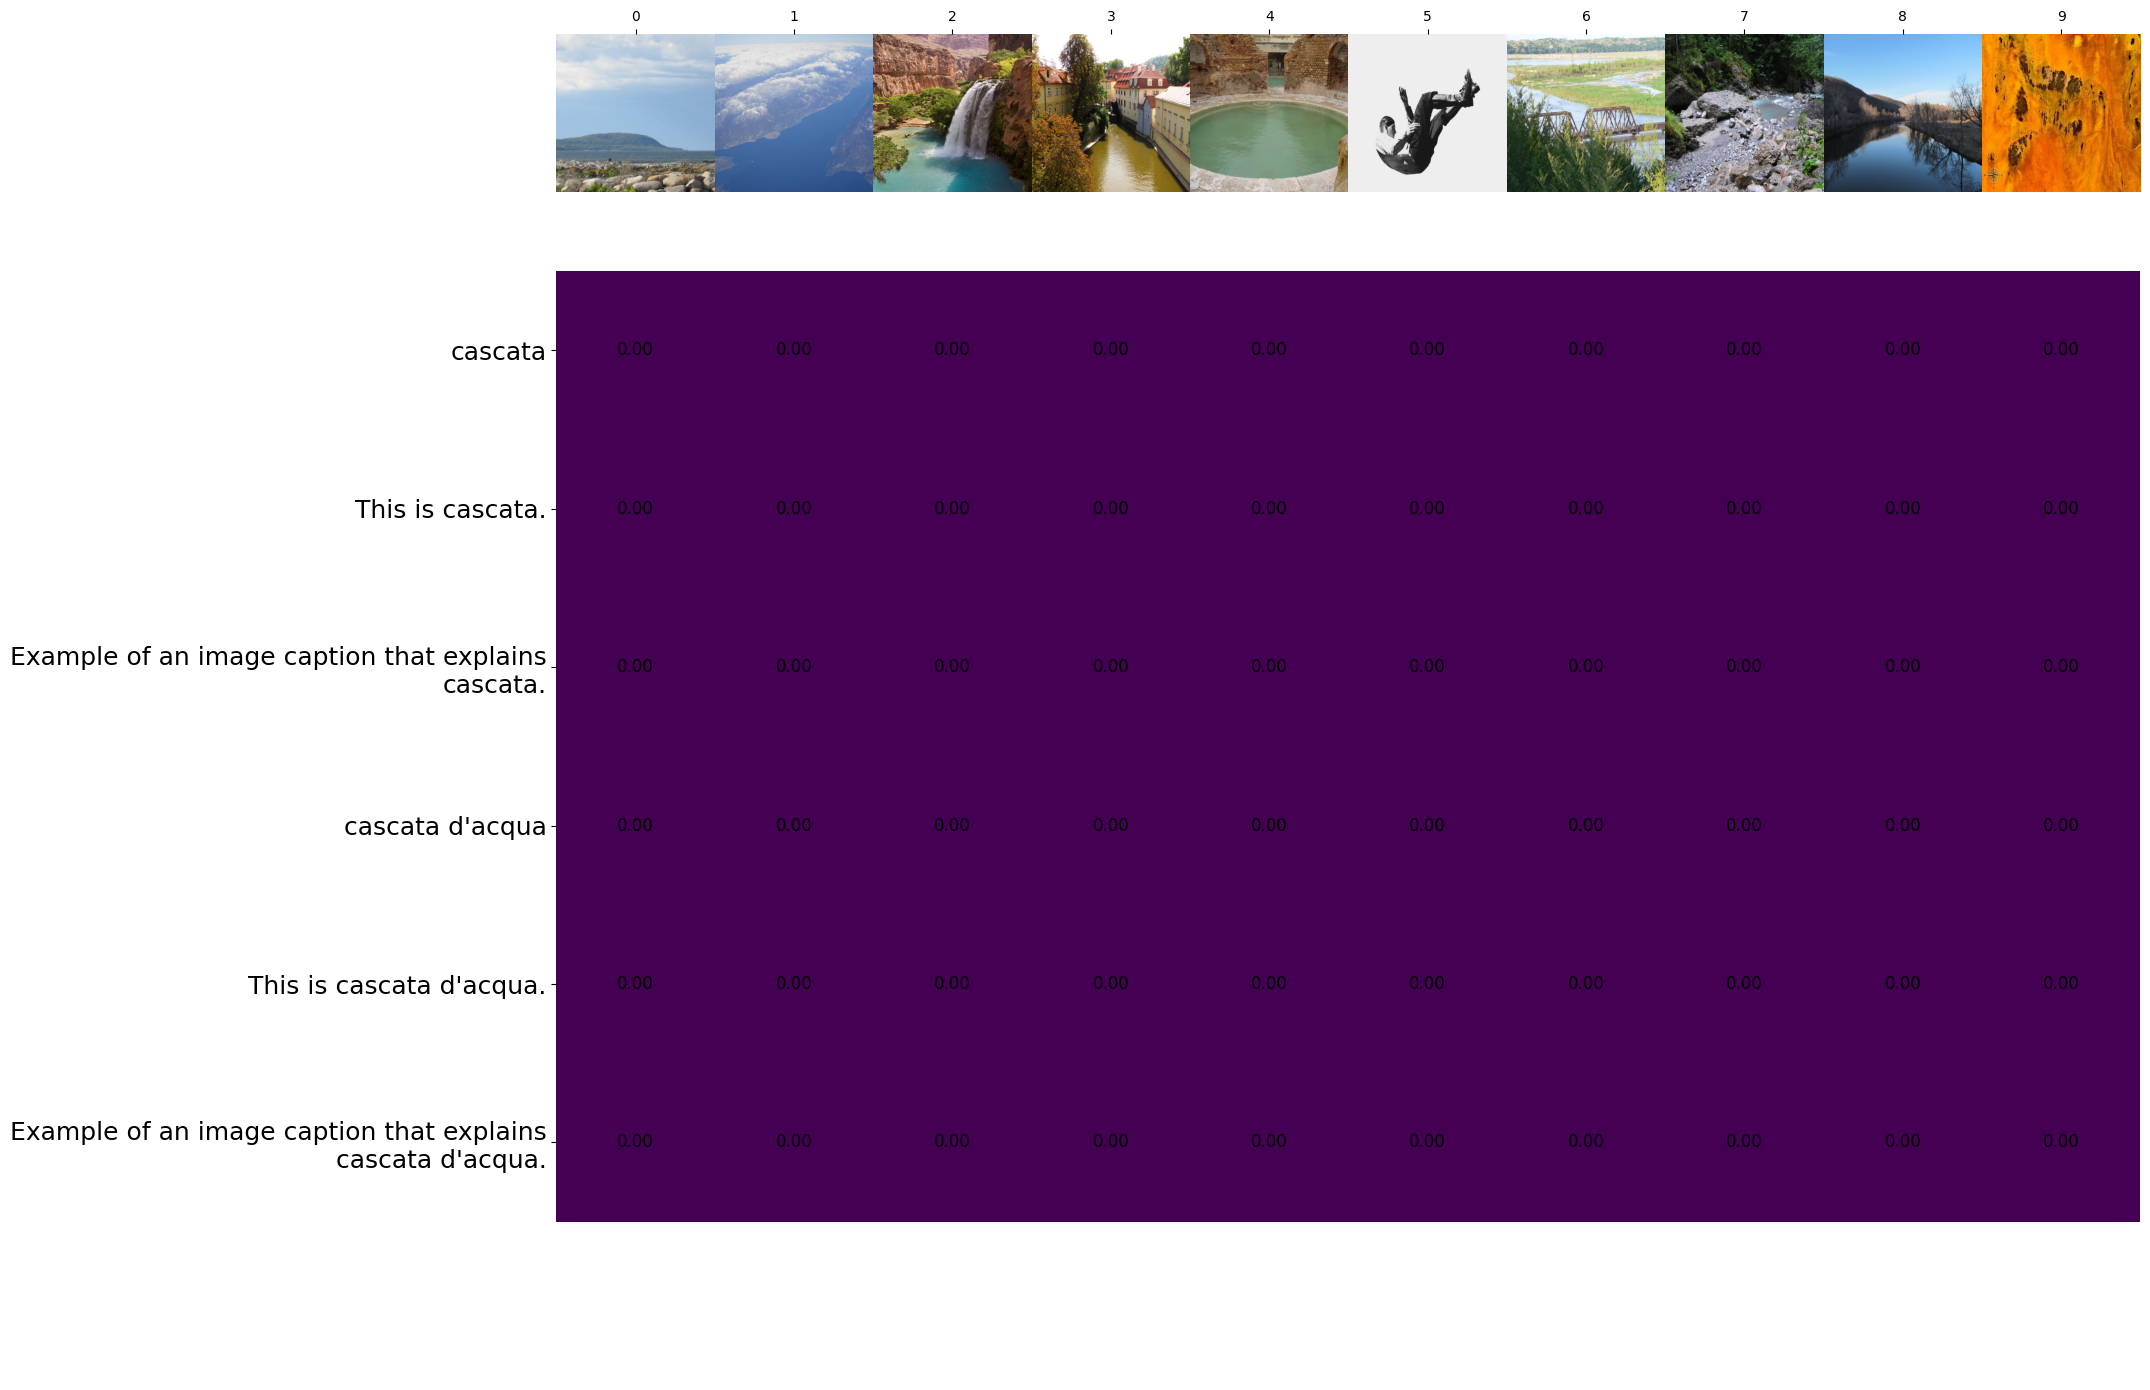 0 1 2 3 4 5 6 7 8 9
cascata 0.00 0.00 0.00 0.00 0.00 0.00 0.00 0.00 0.00 0.00
This is cascata. 0.00 0.00 0.00 0.00 0.00 0.00 0.00 0.00 0.00 0.00
Example of an image caption that explains
cascata. 0.00 0.00 0.00 0.00 0.00 0.00 0.00 0.00 0.00 0.00
cascata d'acqua 0.00 0.00 0.00 0.00 0.00 0.00 0.00 0.00 0.00 0.00
This is cascata d'acqua. 0.00 0.00 0.00 0.00 0.00 0.00 0.00 0.00 0.00 0.00
Example of an image caption that explains
cascata d'acqua. 0.00 0.00 0.00 0.00 0.00 0.00 0.00 0.00 0.00 0.00